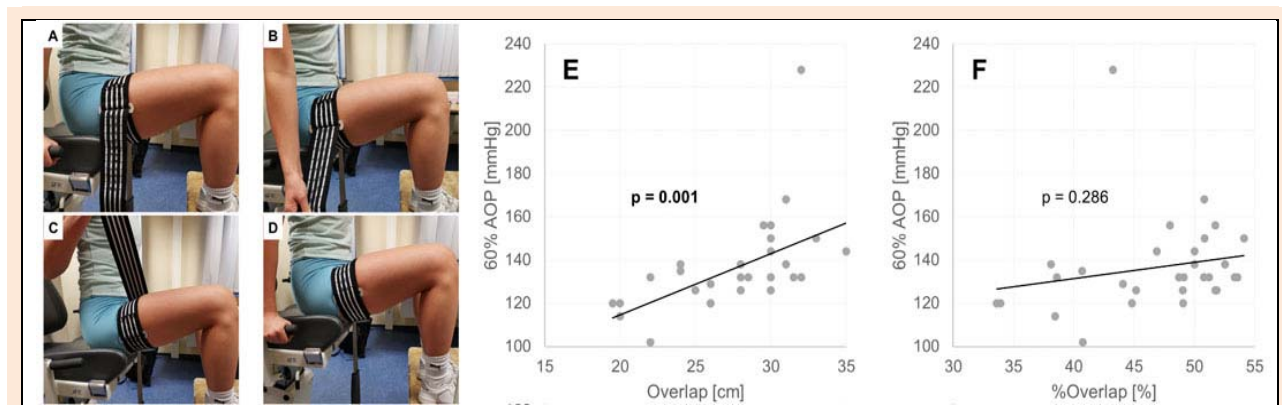 A
B
C
D
E
240
220
200
180
160
140
120
100
60% AOP [mmHg]
p = 0.001
15
20
25
30
35
Overlap [cm]
F
240
220
200
180
160
140
120
100
60% AOP [mmHg]
p = 0.286
30
35
40
45
50
55
%Overlap [%]